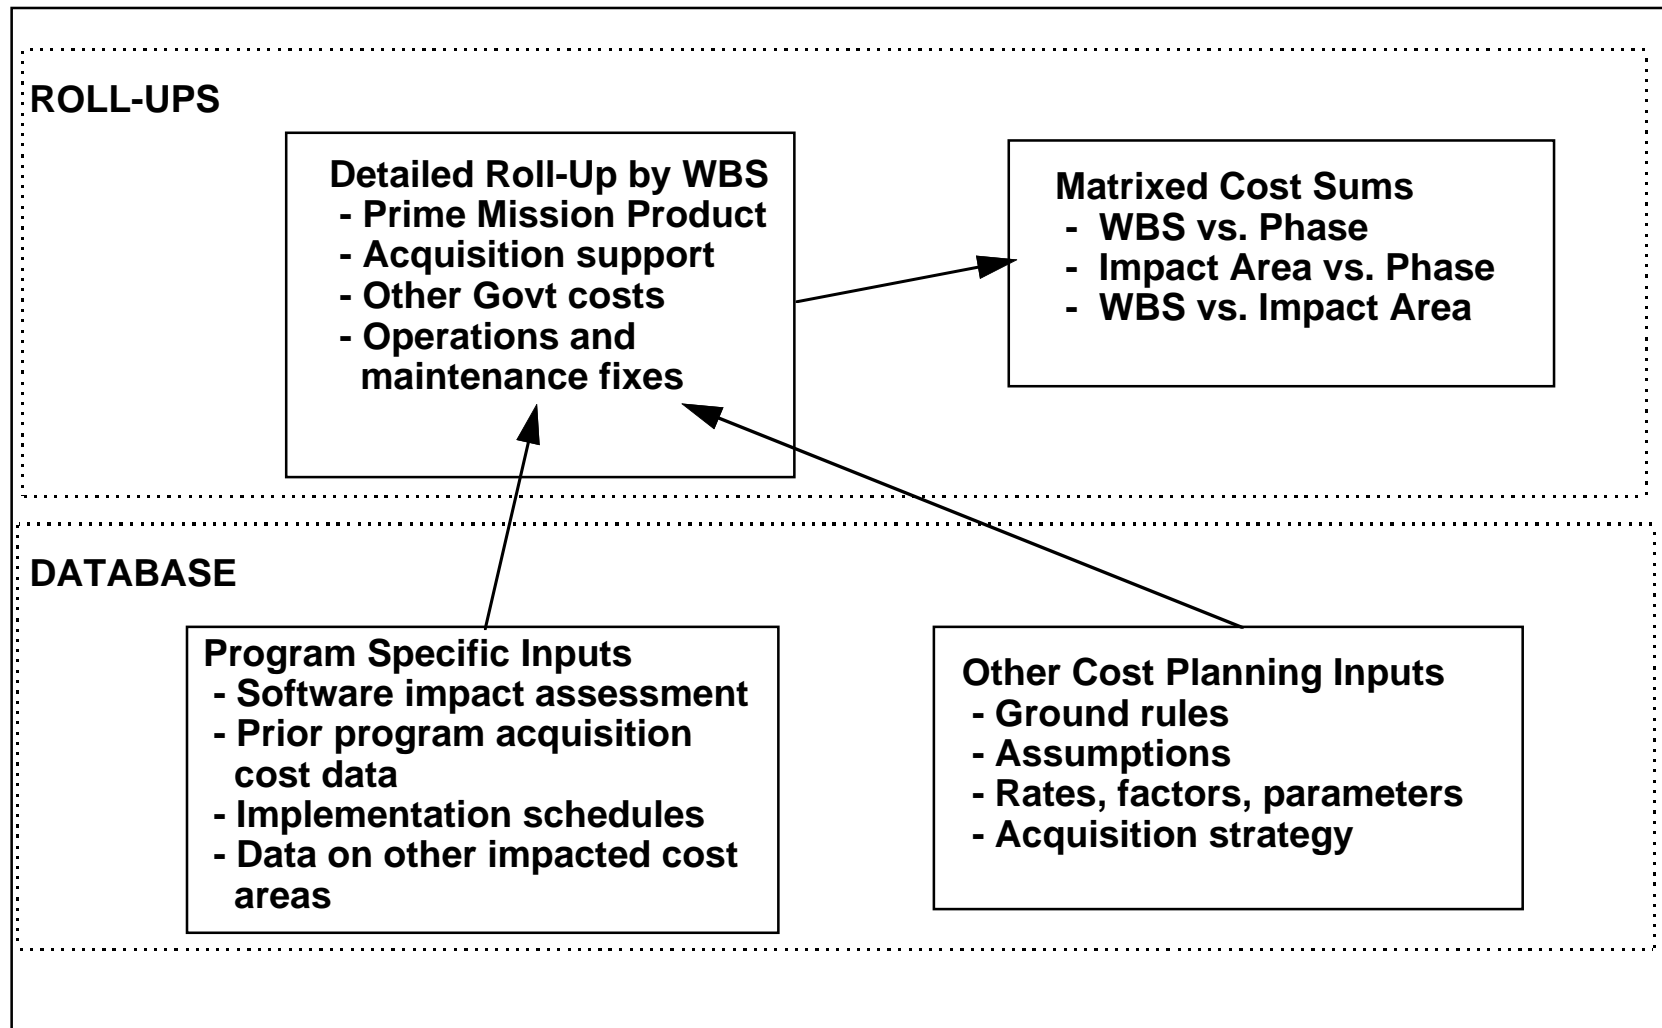 ROLL-UPS
Detailed Roll-Up by WBS
- Prime Mission Product
- Acquisition support
- Other Govt costs
- Operations and
maintenance fixes
Matrixed Cost Sums
- WBS vs. Phase
- Impact Area vs. Phase
- WBS vs. Impact Area
DATABASE
Program Specific Inputs
- Software impact assessment
- Prior program acquisition
cost data
- Implementation schedules
- Data on other impacted cost
areas
Other Cost Planning Inputs
- Ground rules
- Assumptions
- Rates, factors, parameters
- Acquisition strategy